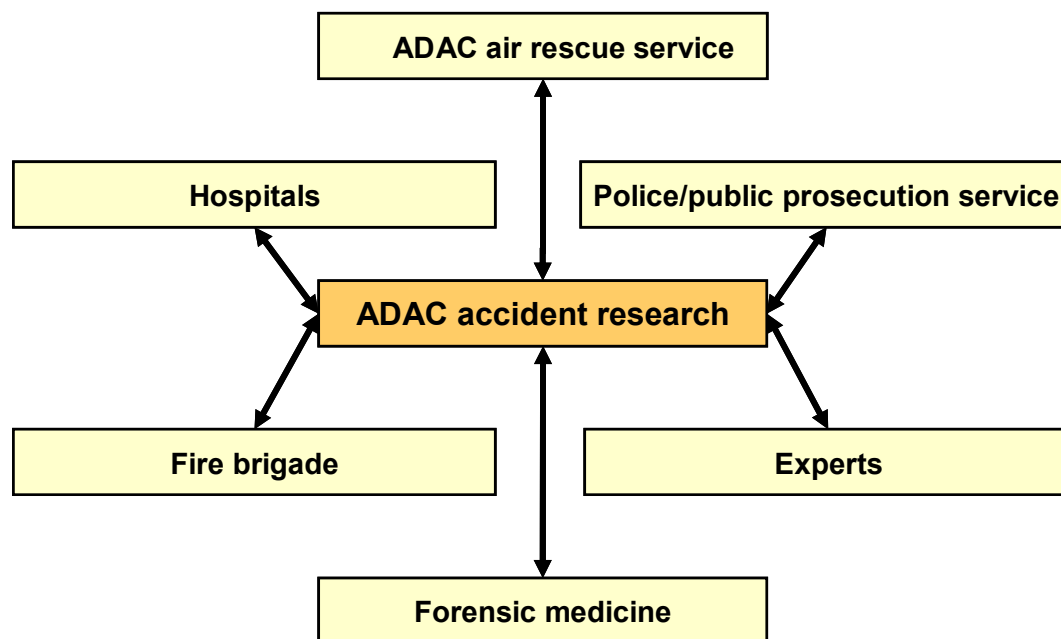 ADAC air rescue service
Hospitals
Police/public prosecution service
ADAC accident research
Fire brigade
Experts
Forensic medicine